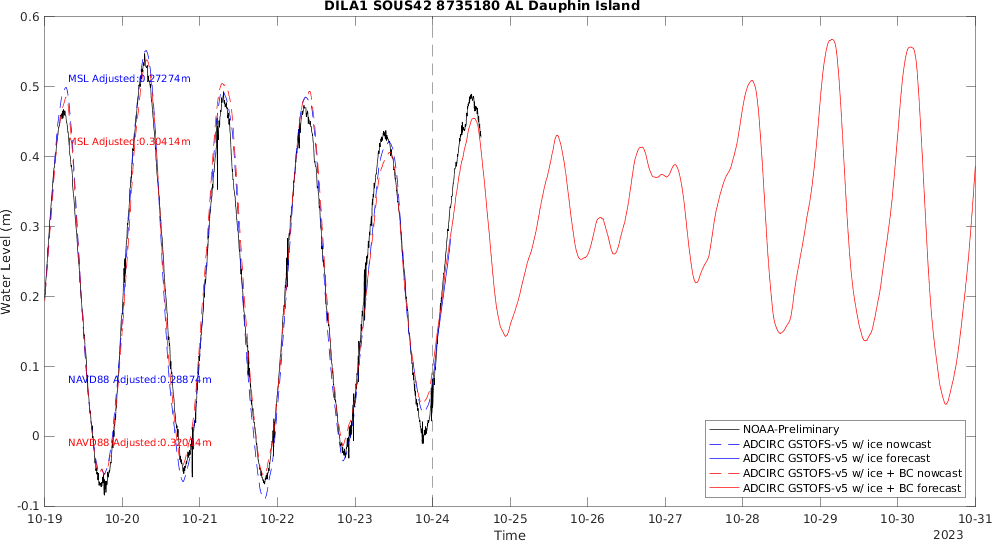 DILA1 SOUS42 8735180 AL Dauphin Island
0.6
0.5
0.4
0.3
0.2
0.1
0
-0.1
Water Level (m)
MSL Adjusted:0.27274m
MSL Adjusted:0.30414m
NAVD88 Adjusted:0.28874m
NAVD88 Adjusted:0.32014m
NOAA-Preliminary
ADCIRC GSTOFS-v5 w/ ice nowcast
ADCIRC GSTOFS-v5 w/ ice forecast
ADCIRC GSTOFS-v5 w/ ice + BC nowcast
ADCIRC GSTOFS-v5 w/ ice + BC forecast
10-19 10-20 10-21 10-22 10-23 10-24 10-25 10-26 10-27 10-28 10-29 10-30 10-31
Time
2023